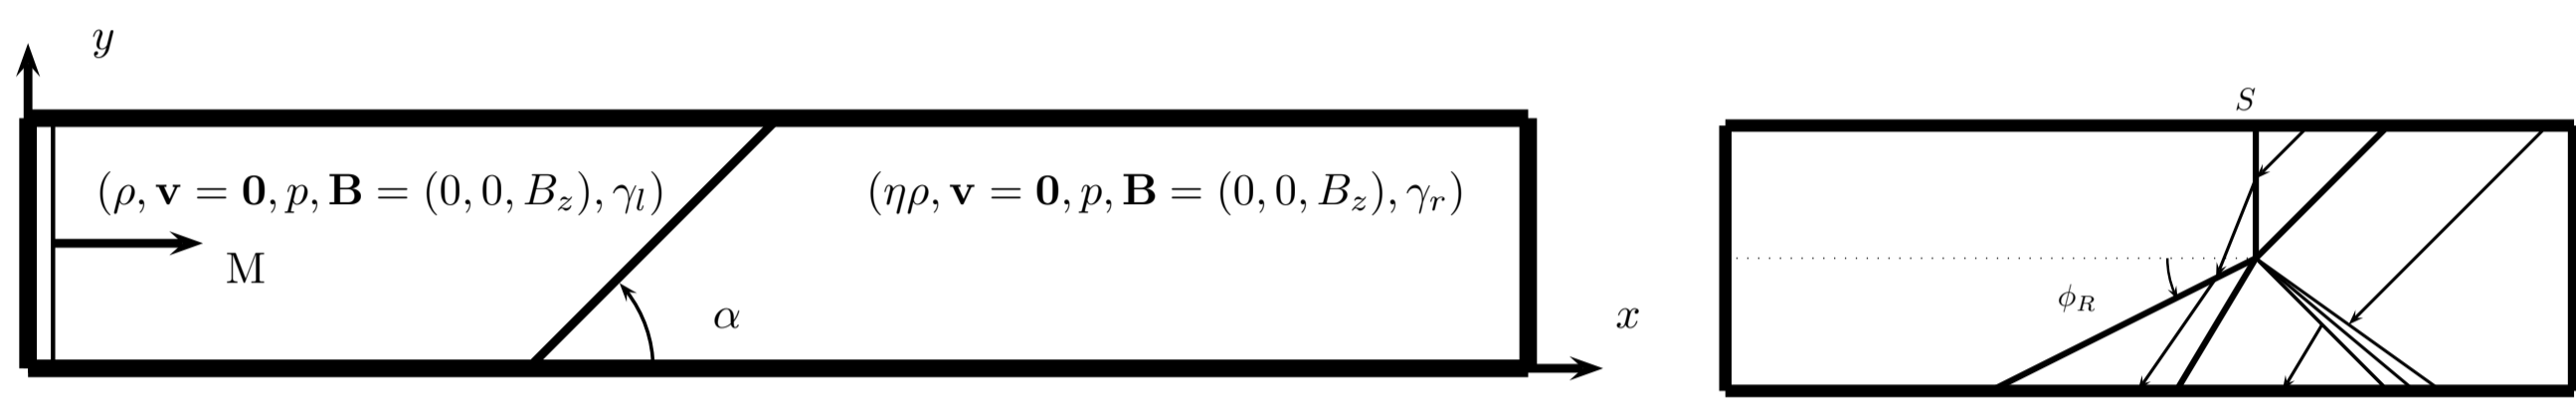 y
S
(ρ, **v** = **0**, p, **B** = (0, 0, B_z), γ_l)
(ηρ, **v** = **0**, p, **B** = (0, 0, B_z), γ_r)
M
ϕ_R
α
x